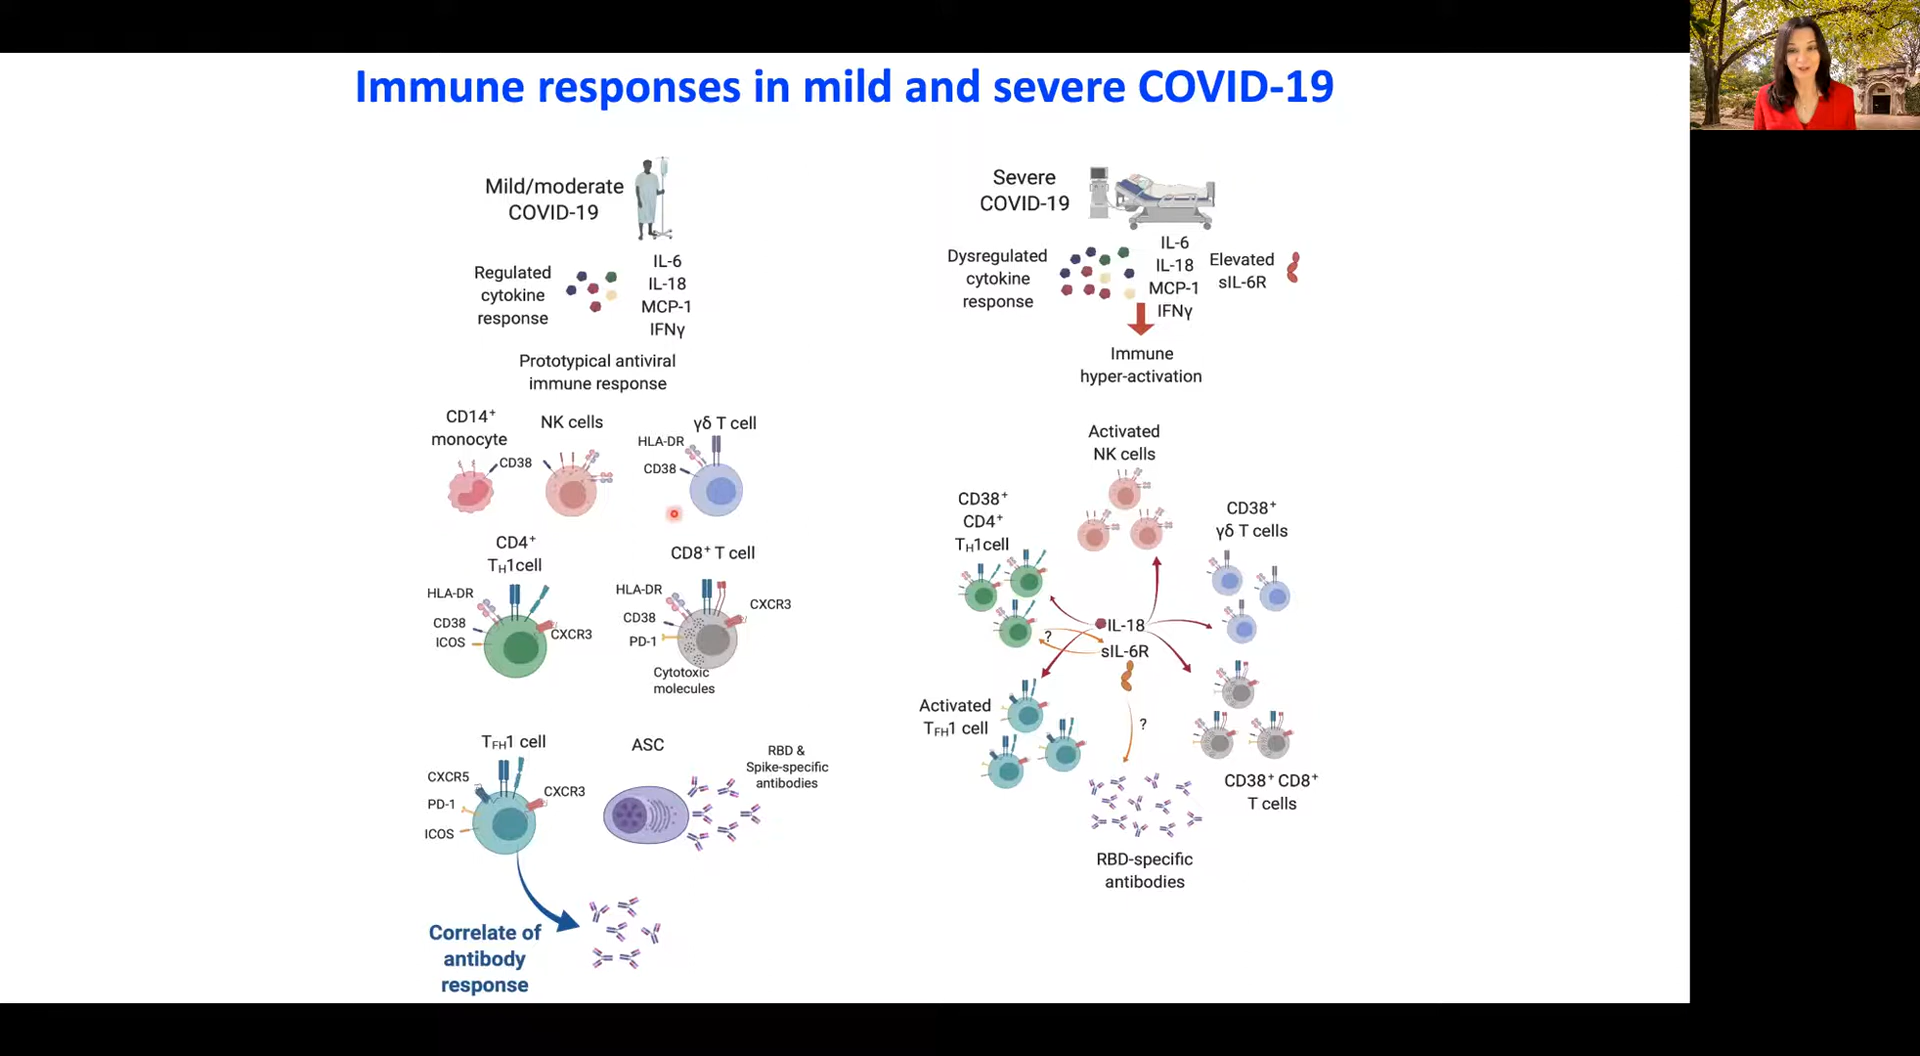 Immune responses in mild and severe COVID-19
Mild/moderate
COVID-19
Regulated
cytokine
response
IL-6
IL-18
MCP-1
IFNγ
Prototypical antiviral
immune response
CD14⁺
monocyte
CD38
NK cells
γδ T cell
HLA-DR
CD38
CD4⁺
TH1cell
HLA-DR
CD38
ICOS
CXCR3
CD8⁺ T cell
HLA-DR
CD38
PD-1
CXCR3
Cytotoxic
molecules
TFH1 cell
CXCR5
PD-1
ICOS
CXCR3
ASC
RBD &
Spike-specific
antibodies
Correlate of
antibody
response
Severe
COVID-19
Dysregulated
cytokine
response
IL-6
IL-18
MCP-1
IFNγ
Elevated
sIL-6R
Immune
hyper-activation
Activated
NK cells
CD38⁺
CD4⁺
TH1cell
CD38⁺
γδ T cells
IL-18
?
sIL-6R
?
Activated
TFH1 cell
CD38⁺ CD8⁺
T cells
RBD-specific
antibodies